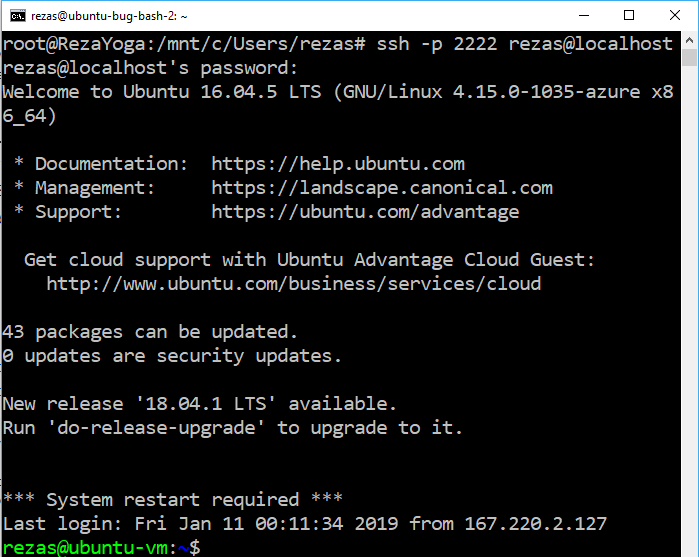 rezas@ubuntu-bug-bash-2: ~
root@RezaYoga:/mnt/c/Users/rezas# ssh -p 2222 rezas@localhost
rezas@localhost's password:
Welcome to Ubuntu 16.04.5 LTS (GNU/Linux 4.15.0-1035-azure x8
6_64)
* Documentation:  https://help.ubuntu.com
* Management:     https://landscape.canonical.com
* Support:        https://ubuntu.com/advantage
Get cloud support with Ubuntu Advantage Cloud Guest:
http://www.ubuntu.com/business/services/cloud
43 packages can be updated.
0 updates are security updates.
New release '18.04.1 LTS' available.
Run 'do-release-upgrade' to upgrade to it.
*** System restart required ***
Last login: Fri Jan 11 00:11:34 2019 from 167.220.2.127
rezas@ubuntu-vm:~$